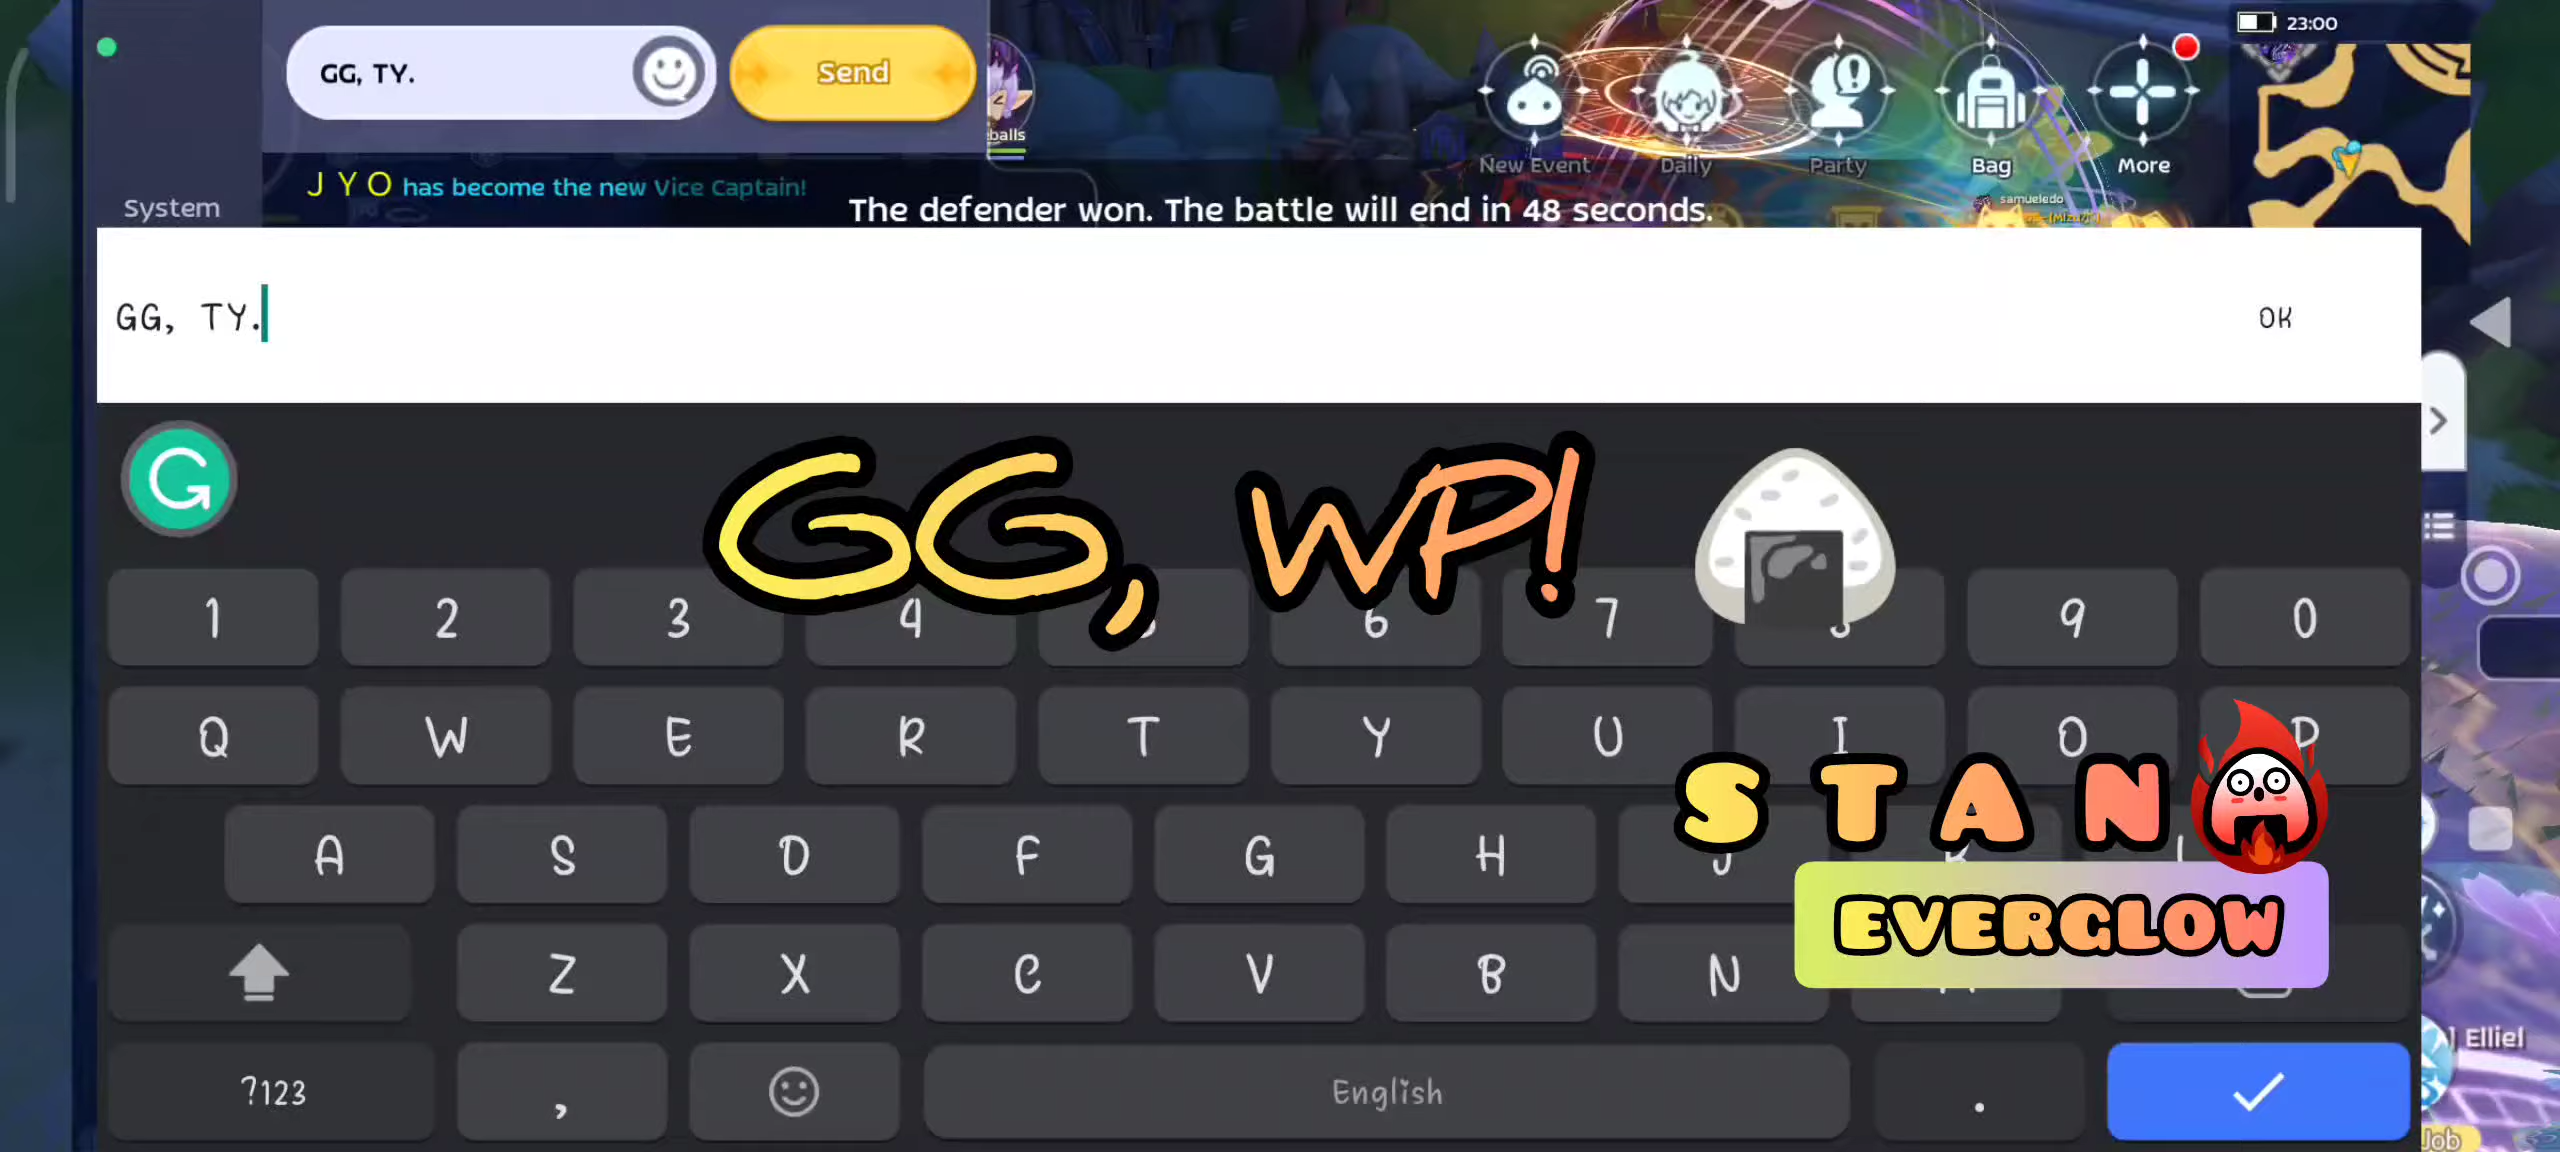 23:00
GG, TY.
Send
balls
New Event
Daily
Party
Bag
More
J Y O has become the new Vice Captain!
System
The defender won. The battle will end in 48 seconds.
samueledo
GG, TY.
OK
GG, WP!
1 2 3 4 6 7 9 0
Q W E R T Y U I O P
S T A N
A S D F G H J
EVERGLOW
Z X C V B N
Elliel
?123 , English .
Job